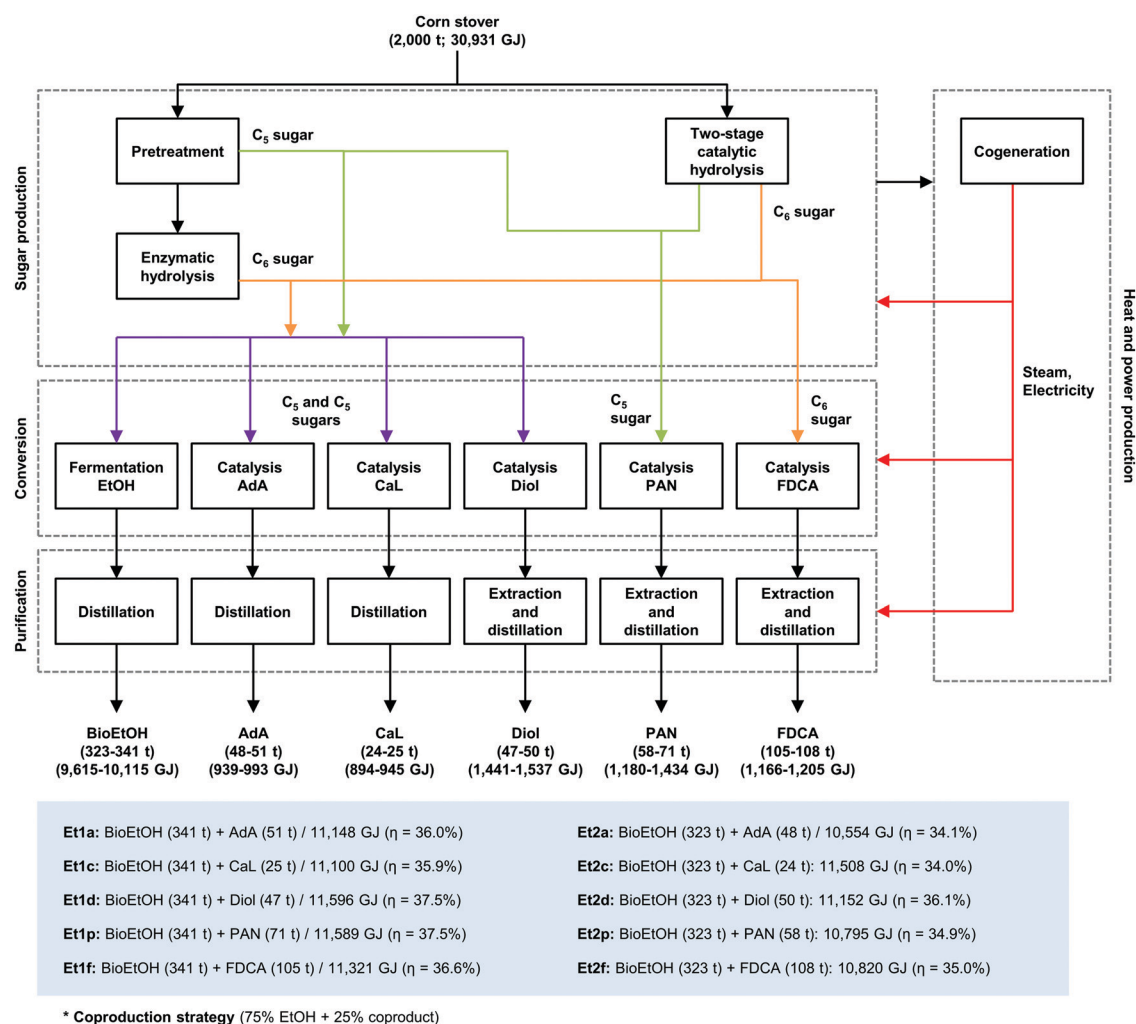 Corn stover
(2,000 t; 30,931 GJ)
Sugar production
Pretreatment
C5 sugar
Two-stage
catalytic
hydrolysis
Cogeneration
C6 sugar
Enzymatic
hydrolysis
C6 sugar
Heat and power production
Steam,
Electricity
Conversion
C5 and C5
sugars
C5
sugar
C6
sugar
Fermentation
EtOH
Catalysis
AdA
Catalysis
CaL
Catalysis
Diol
Catalysis
PAN
Catalysis
FDCA
Purification
Distillation
Distillation
Distillation
Extraction
and
distillation
Extraction
and
distillation
Extraction
and
distillation
BioEtOH
(323-341 t)
(9,615-10,115 GJ)
AdA
(48-51 t)
(939-993 GJ)
CaL
(24-25 t)
(894-945 GJ)
Diol
(47-50 t)
(1,441-1,537 GJ)
PAN
(58-71 t)
(1,180-1,434 GJ)
FDCA
(105-108 t)
(1,166-1,205 GJ)
Et1a: BioEtOH (341 t) + AdA (51 t) / 11,148 GJ (η = 36.0%)
Et1c: BioEtOH (341 t) + CaL (25 t) / 11,100 GJ (η = 35.9%)
Et1d: BioEtOH (341 t) + Diol (47 t) / 11,596 GJ (η = 37.5%)
Et1p: BioEtOH (341 t) + PAN (71 t) / 11,589 GJ (η = 37.5%)
Et1f: BioEtOH (341 t) + FDCA (105 t) / 11,321 GJ (η = 36.6%)
Et2a: BioEtOH (323 t) + AdA (48 t) / 10,554 GJ (η = 34.1%)
Et2c: BioEtOH (323 t) + CaL (24 t): 11,508 GJ (η = 34.0%)
Et2d: BioEtOH (323 t) + Diol (50 t): 11,152 GJ (η = 36.1%)
Et2p: BioEtOH (323 t) + PAN (58 t): 10,795 GJ (η = 34.9%)
Et2f: BioEtOH (323 t) + FDCA (108 t): 10,820 GJ (η = 35.0%)
* Coproduction strategy (75% EtOH + 25% coproduct)